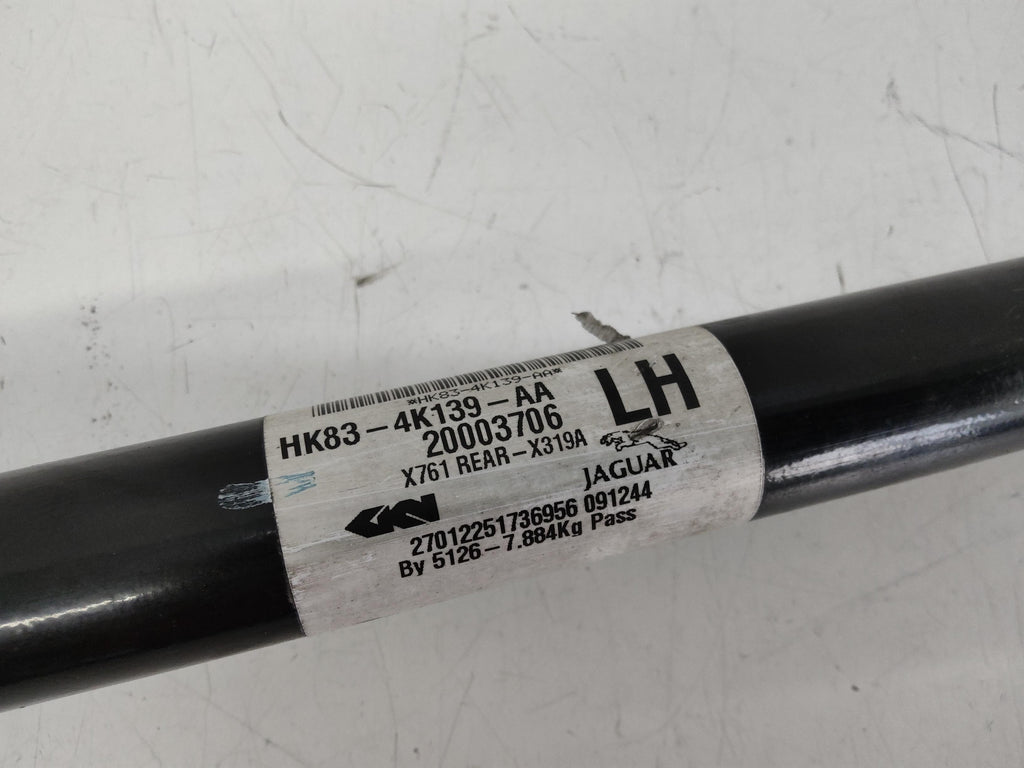 *HK83-4K139-AA*
HK83-4K139-AA
LH
20003706
X761 REAR-X319A
GKN
JAGUAR
27012251736956 091244
By 5126-7.884Kg Pass